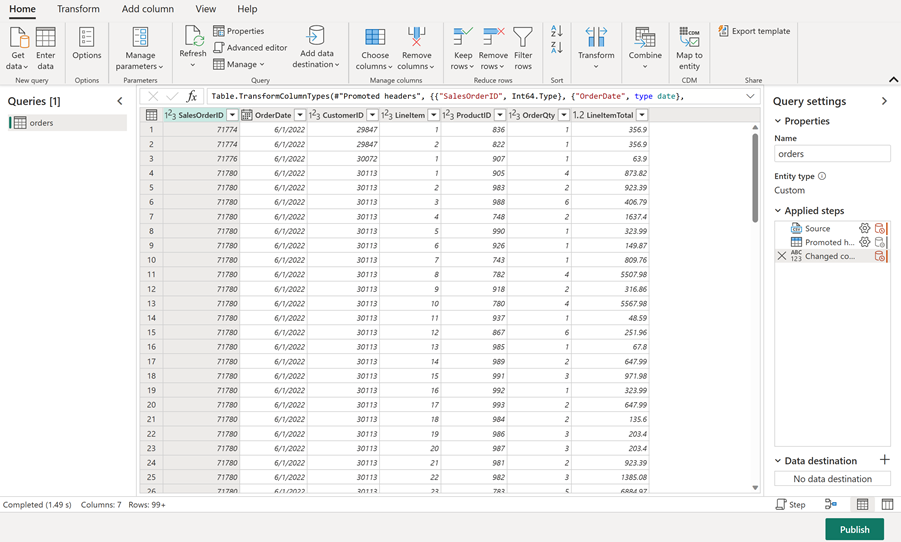 Home Transform Add column View Help
Get data Enter data Options Manage parameters Refresh Properties Advanced editor Manage Add data destination Choose columns Remove columns Keep rows Remove rows Filter rows A Z Z A Transform Combine CDM Map to entity Export template
New query Options Parameters Query Manage columns Reduce rows Sort CDM Share
Queries [1]
orders
fx Table.TransformColumnTypes(#"Promoted headers", {{"SalesOrderID", Int64.Type}, {"OrderDate", type date},
123 SalesOrderID OrderDate 123 CustomerID 123 LineItem 123 ProductID 123 OrderQty 1.2 LineItemTotal
1 71774 6/1/2022 29847 1 836 1 356.9
2 71774 6/1/2022 29847 2 822 1 356.9
3 71776 6/1/2022 30072 1 907 1 63.9
4 71780 6/1/2022 30113 1 905 4 873.82
5 71780 6/1/2022 30113 2 983 2 923.39
6 71780 6/1/2022 30113 3 988 6 406.79
7 71780 6/1/2022 30113 4 748 2 1637.4
8 71780 6/1/2022 30113 5 990 1 323.99
9 71780 6/1/2022 30113 6 926 1 149.87
10 71780 6/1/2022 30113 7 743 1 809.76
11 71780 6/1/2022 30113 8 782 4 5507.98
12 71780 6/1/2022 30113 9 918 2 316.86
13 71780 6/1/2022 30113 10 780 4 5567.98
14 71780 6/1/2022 30113 11 937 1 48.59
15 71780 6/1/2022 30113 12 867 6 251.96
16 71780 6/1/2022 30113 13 985 1 67.8
17 71780 6/1/2022 30113 14 989 2 647.99
18 71780 6/1/2022 30113 15 991 3 971.98
19 71780 6/1/2022 30113 16 992 1 323.99
20 71780 6/1/2022 30113 17 993 2 647.99
21 71780 6/1/2022 30113 18 984 2 135.6
22 71780 6/1/2022 30113 19 986 3 203.4
23 71780 6/1/2022 30113 20 987 3 203.4
24 71780 6/1/2022 30113 21 981 2 923.39
25 71780 6/1/2022 30113 22 982 3 1385.08
26 71780 6/1/2022 30113 23 783 5 6884.97
Query settings
Properties
Name
orders
Entity type
Custom
Applied steps
Source
Promoted h...
ABC 123 Changed co...
Data destination
No data destination
Completed (1.49 s) Columns: 7 Rows: 99+
Step
Publish